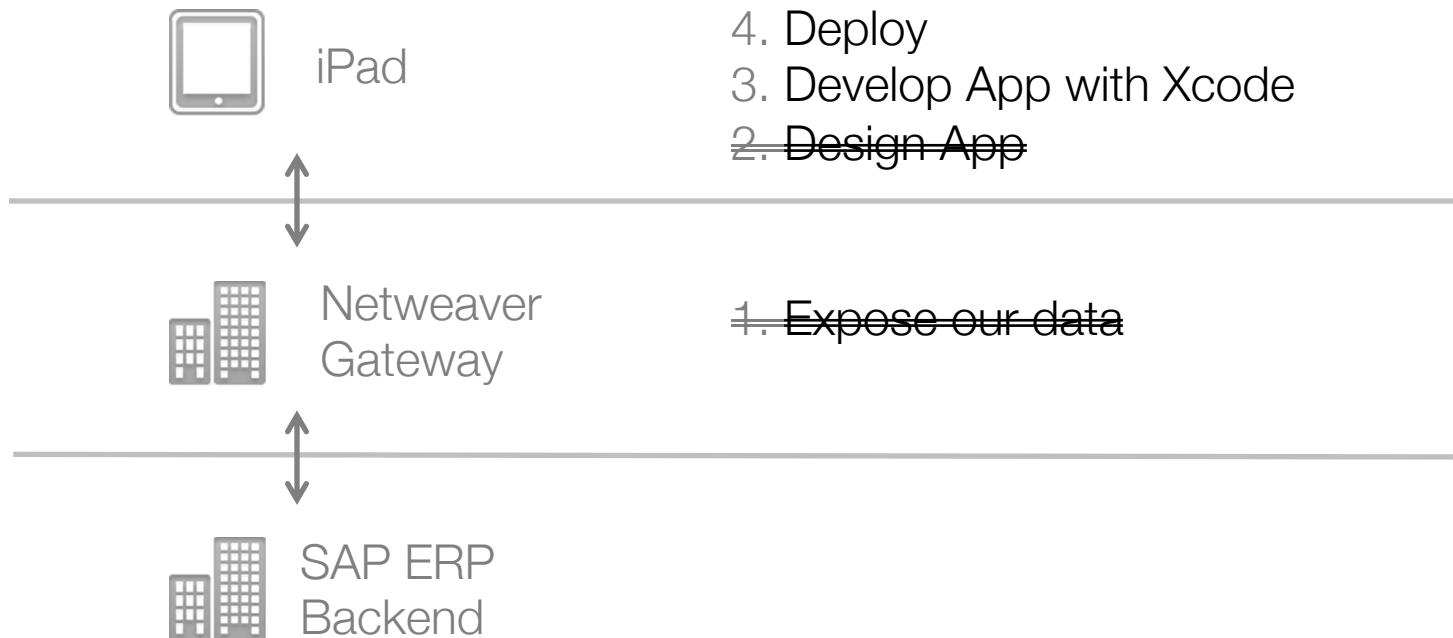 iPad
4. Deploy
3. Develop App with Xcode
2. Design App
Netweaver
Gateway
1. Expose our data
SAP ERP
Backend